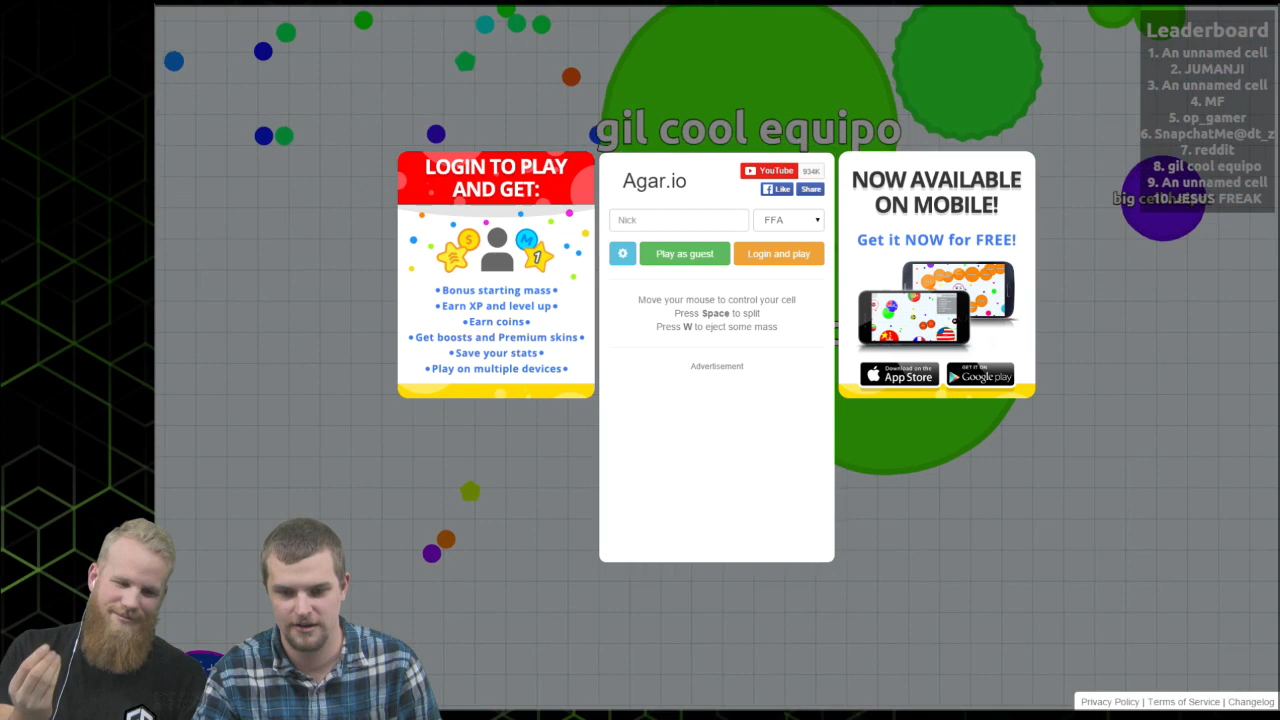 Leaderboard
1. An unnamed cell
2. JUMANJI
3. An unnamed cell
4. MF
5. op_gamer
6. SnapchatMe@dt_z
7. reddit
8. gil cool equipo
9. An unnamed cell
10. JESUS FREAK
gil cool equipo
LOGIN TO PLAY
AND GET:
•Bonus starting mass•
•Earn XP and level up•
•Earn coins•
•Get boosts and Premium skins•
•Save your stats•
•Play on multiple devices•
Agar.io
YouTube 934K
Like Share
Nick FFA
Play as guest Login and play
Move your mouse to control your cell
Press Space to split
Press W to eject some mass
Advertisement
NOW AVAILABLE
ON MOBILE!
Get it NOW for FREE!
Download on the
App Store
GET IT ON
Google play
Privacy Policy | Terms of Service | Changelog